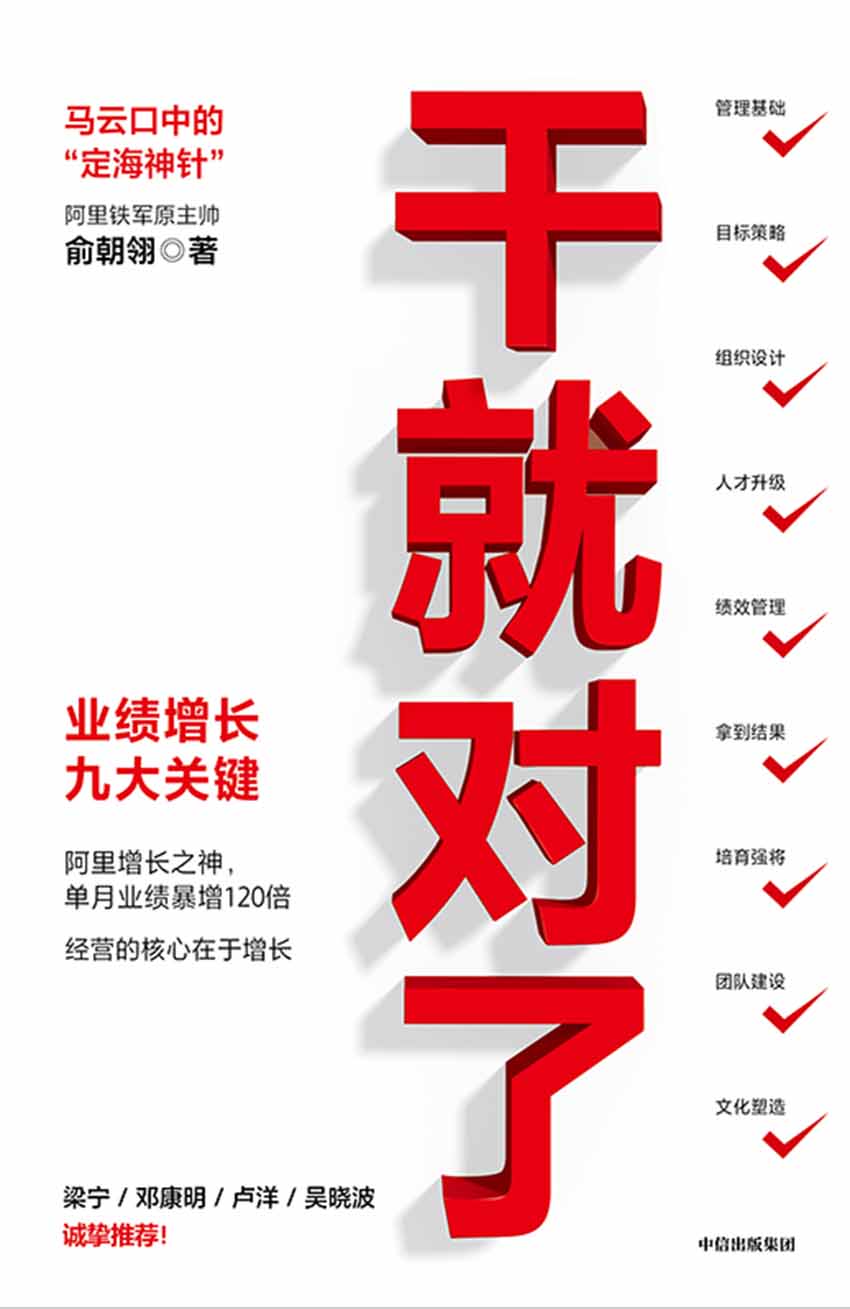 马云口中的
“定海神针”
阿里铁军原主帅
俞朝翎◎著
干
就
对
了
业绩增长
九大关键
阿里增长之神，
单月业绩暴增120倍
经营的核心在于增长
梁宁 / 邓康明 / 卢洋 / 吴晓波
诚挚推荐！
管理基础
目标策略
组织设计
人才升级
绩效管理
拿到结果
培育强将
团队建设
文化塑造
中信出版集团